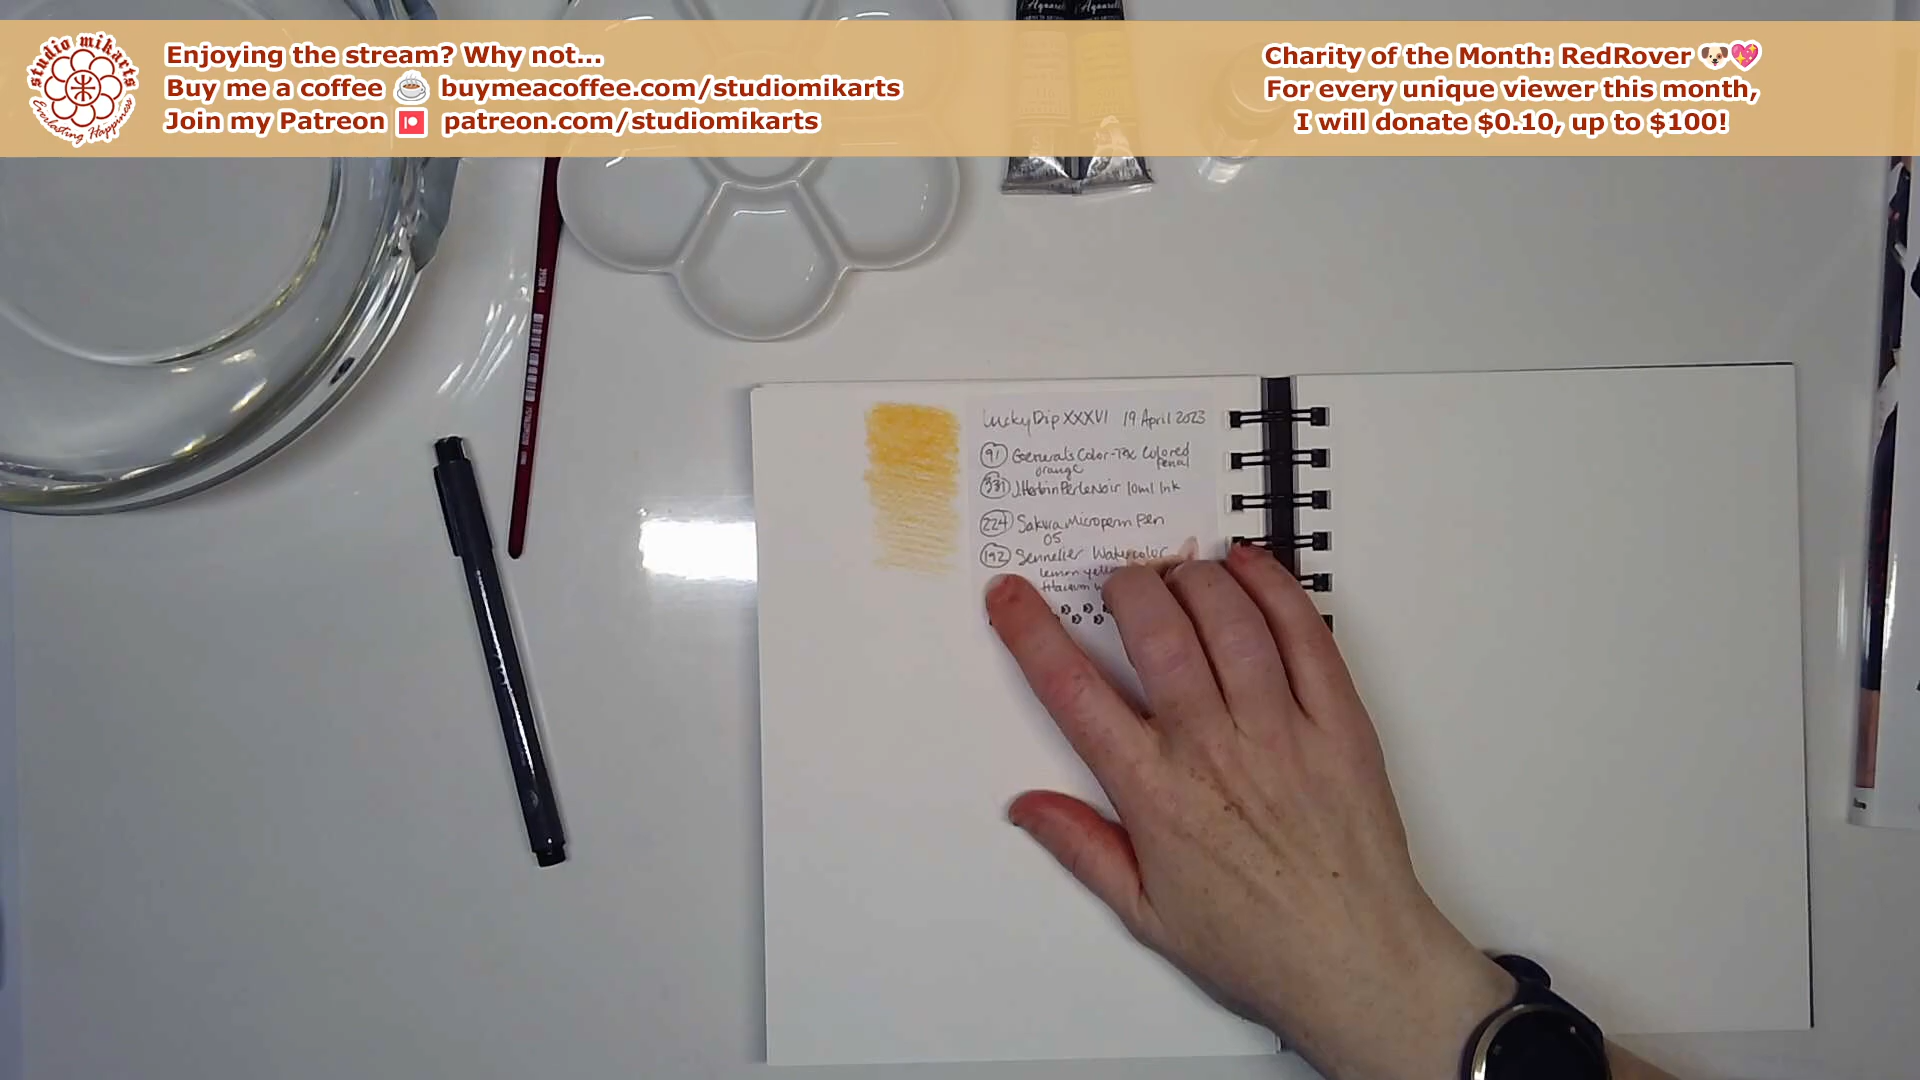 studio mikarts
Everlasting Happiness
Enjoying the stream? Why not...
Buy me a coffee ☕ buymeacoffee.com/studiomikarts
Join my Patreon patreon.com/studiomikarts
Charity of the Month: RedRover 🐶💖
For every unique viewer this month,
I will donate $0.10, up to $100!
Lucky Dip XXXVI 19 April 2023
91 Generals Color-Tex Colored
orange
J. Herbin Perle Noir 10ml Ink
224 Sakura Microperm Pen
05
192 Sennelier Watercolor
lemon